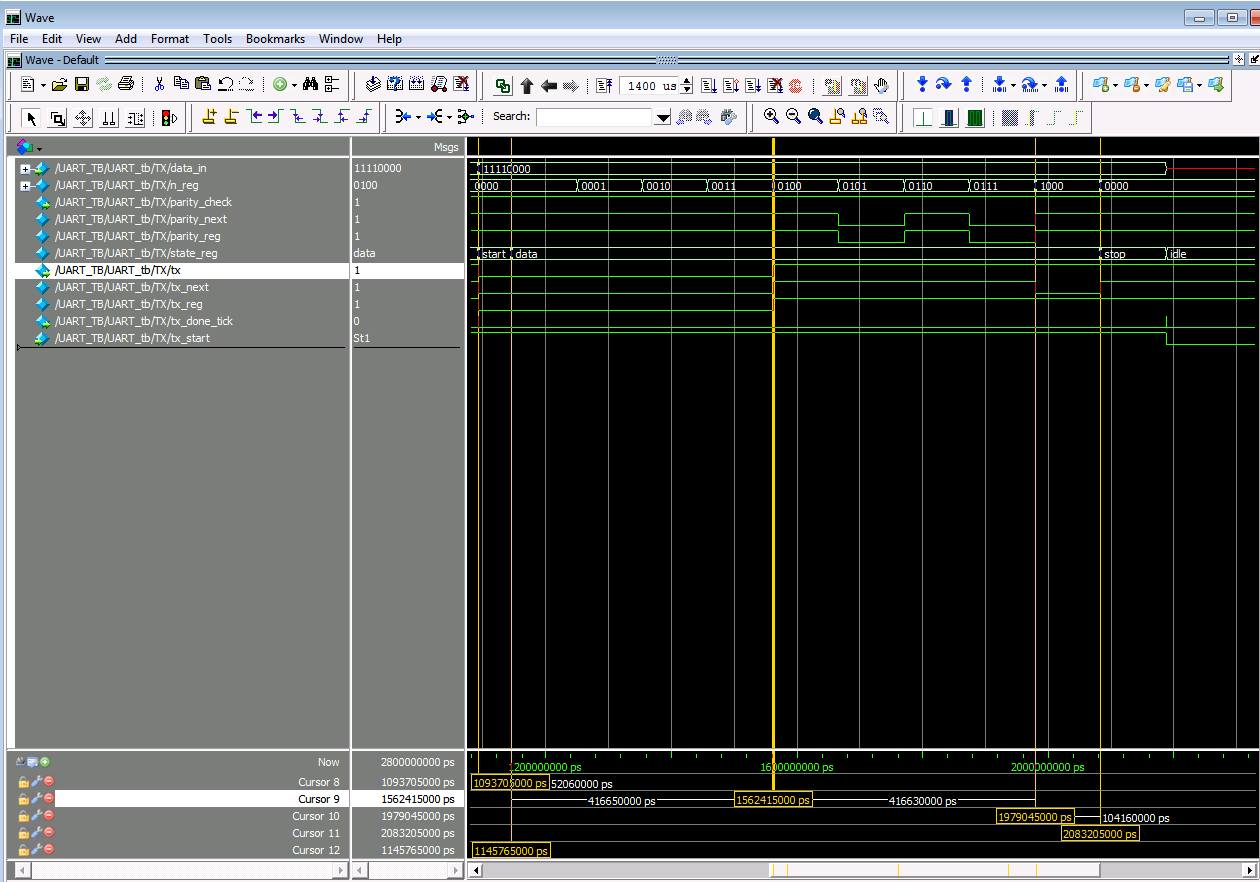 Wave
File Edit View Add Format Tools Bookmarks Window Help
Wave - Default
1400 us
Search:
Msgs
/UART_TB/UART_tb/TX/data_in 11110000 11110000
/UART_TB/UART_tb/TX/n_reg 0100 0000 0001 0010 0011 0100 0101 0110 0111 1000 0000
/UART_TB/UART_tb/TX/parity_check 1
/UART_TB/UART_tb/TX/parity_next 1
/UART_TB/UART_tb/TX/parity_reg 1
/UART_TB/UART_tb/TX/state_reg data start data stop idle
/UART_TB/UART_tb/TX/tx 1
/UART_TB/UART_tb/TX/tx_next 1
/UART_TB/UART_tb/TX/tx_reg 1
/UART_TB/UART_tb/TX/tx_done_tick 0
/UART_TB/UART_tb/TX/tx_start St1
Now 2800000000 ps 1200000000 ps 1600000000 ps 2000000000 ps
Cursor 8 1093705000 ps 1093705000 ps 52060000 ps
Cursor 9 1562415000 ps 416650000 ps 1562415000 ps 416630000 ps
Cursor 10 1979045000 ps 1979045000 ps 104160000 ps
Cursor 11 2083205000 ps 2083205000 ps
Cursor 12 1145765000 ps 1145765000 ps